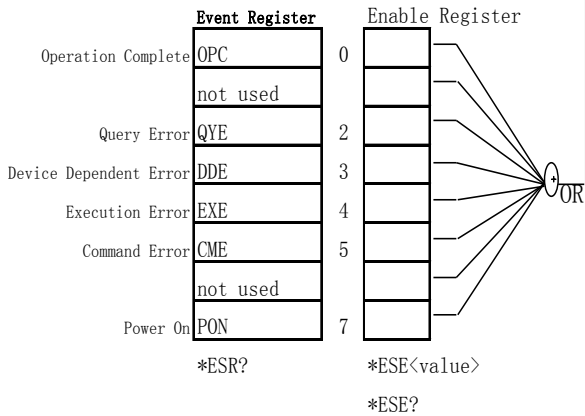 Event Register Enable Register
Operation Complete OPC 0
not used
Query Error QYE 2
Device Dependent Error DDE 3
Execution Error EXE 4
Command Error CME 5
not used
Power On PON 7
+
OR
*ESR? *ESE<value>
*ESE?